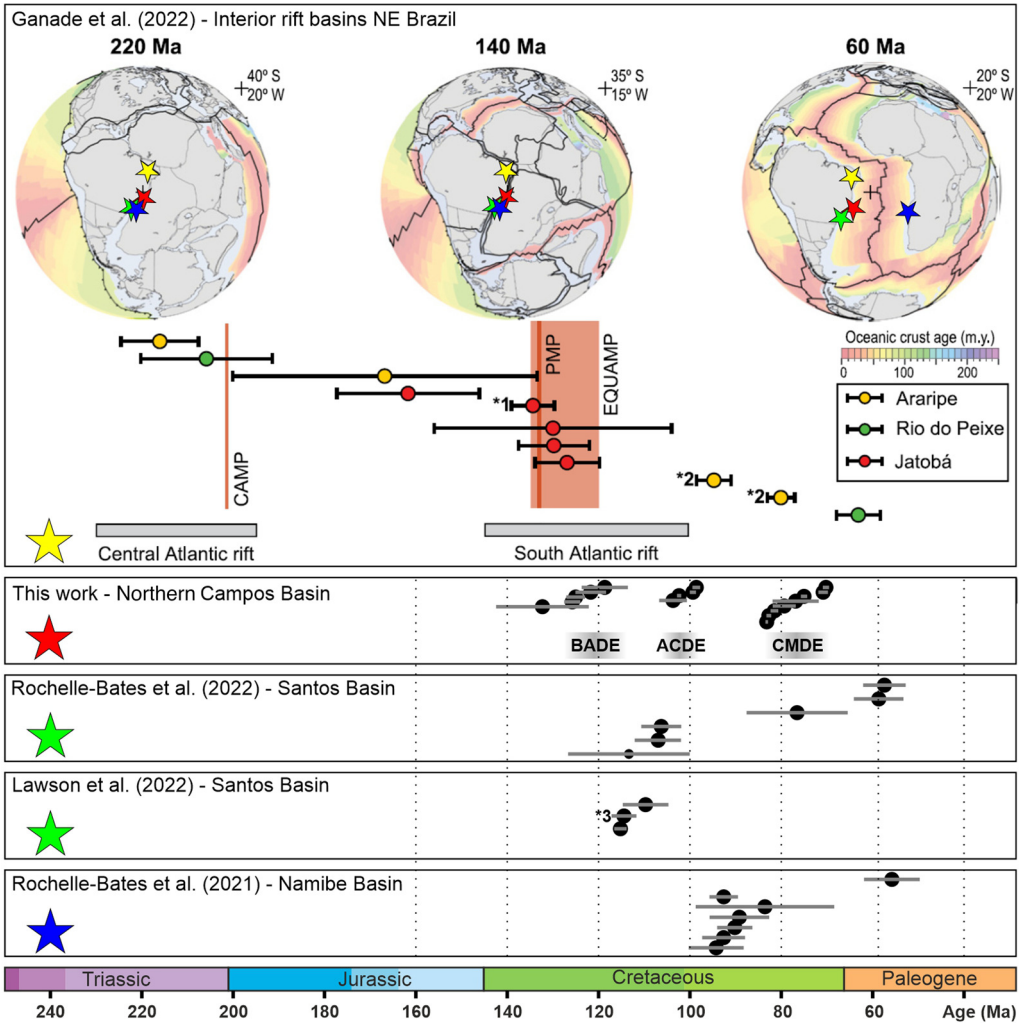 Ganade et al. (2022) - Interior rift basins NE Brazil
220 Ma
140 Ma
60 Ma
40° S
20° W
35° S
15° W
20° S
20° W
Oceanic crust age (m.y.)
0 100 200
PMP
EQUAMP
CAMP
*1
*2
*2
Araripe
Rio do Peixe
Jatobá
Central Atlantic rift
South Atlantic rift
This work - Northern Campos Basin
BADE
ACDE
CMDE
Rochelle-Bates et al. (2022) - Santos Basin
Lawson et al. (2022) - Santos Basin
*3
Rochelle-Bates et al. (2021) - Namibe Basin
Triassic
Jurassic
Cretaceous
Paleogene
240 220 200 180 160 140 120 100 80 60 Age (Ma)